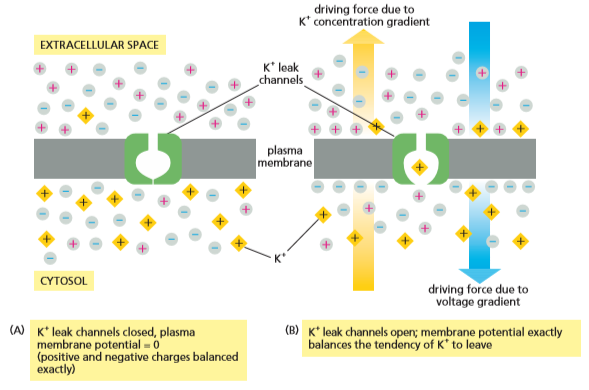 driving force due to
K⁺ concentration gradient
EXTRACELLULAR SPACE
K⁺ leak
channels
plasma
membrane
K⁺
CYTOSOL
driving force due to
voltage gradient
(A) K⁺ leak channels closed, plasma
membrane potential = 0
(positive and negative charges balanced
exactly)
(B) K⁺ leak channels open; membrane potential exactly
balances the tendency of K⁺ to leave